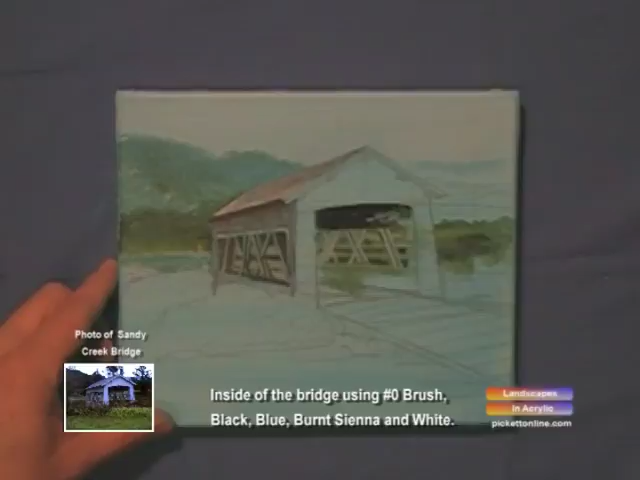 Photo of Sandy
Creek Bridge
Inside of the bridge using #0 Brush,
Black, Blue, Burnt Sienna and White.
Landscapes
In Acrylic
pickettonline.com